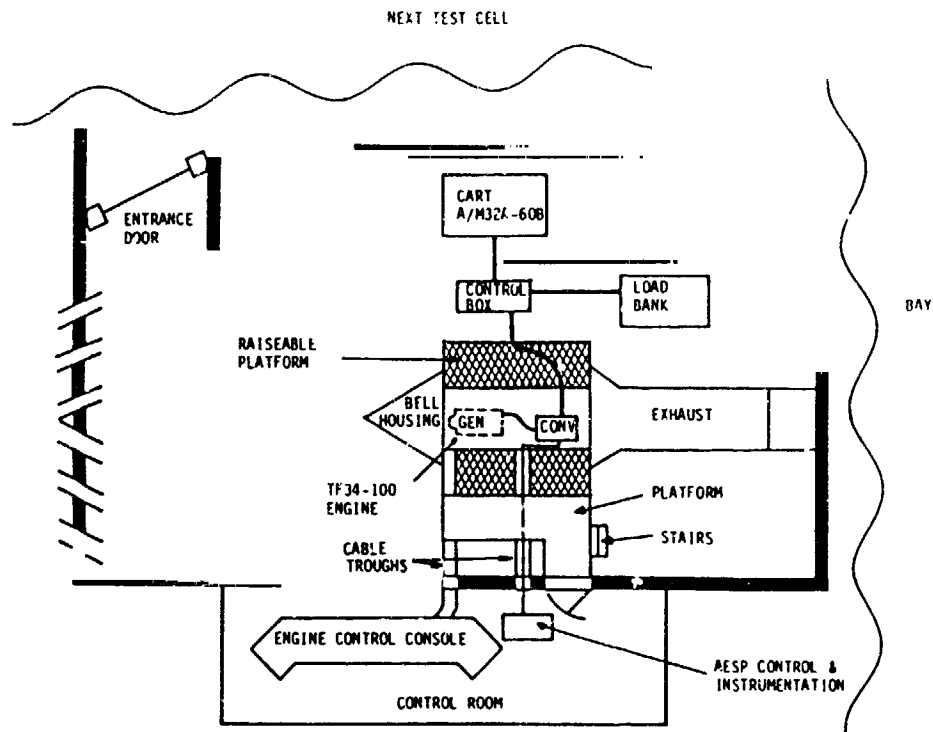 NEXT TEST CELL
CART
A/M32A-60B
ENTRANCE
DOOR
CONTROL
BOX
LOAD
BANK
BAY
RAISEABLE
PLATFORM
BELL
HOUSING
GEN
CONV
EXHAUST
TF34-100
ENGINE
PLATFORM
STAIRS
CABLE
TROUGHS
ENGINE CONTROL CONSOLE
AESP CONTROL &
INSTRUMENTATION
CONTROL ROOM